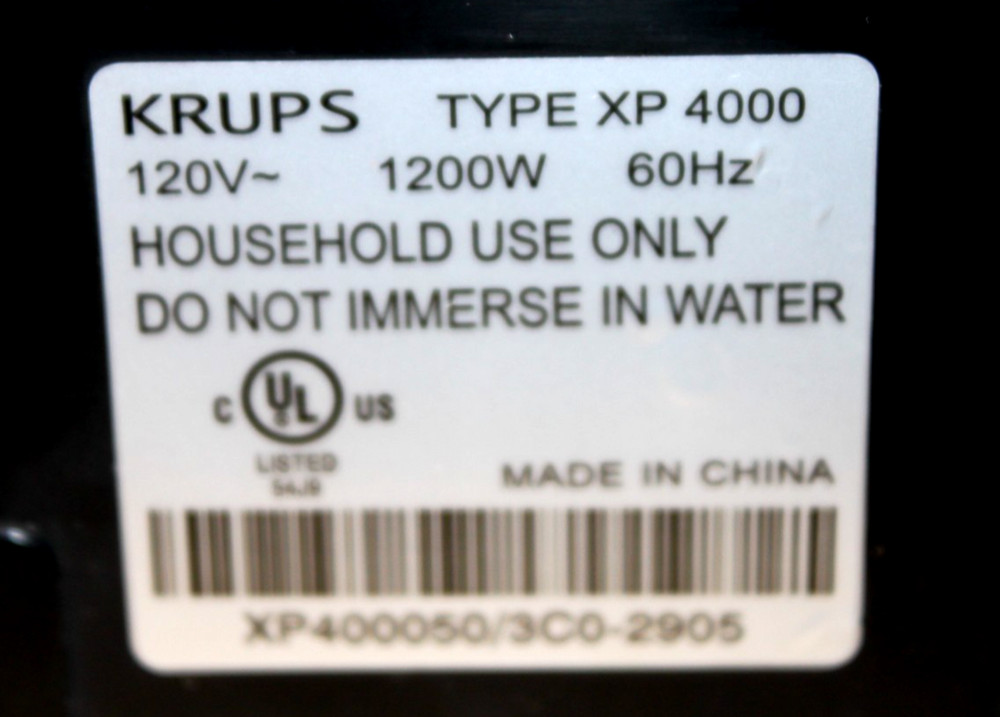 KRUPS TYPE XP 4000
120V~ 1200W 60Hz
HOUSEHOLD USE ONLY
DO NOT IMMERSE IN WATER
C UL US
LISTED
MADE IN CHINA
XP400050/3C0-2905